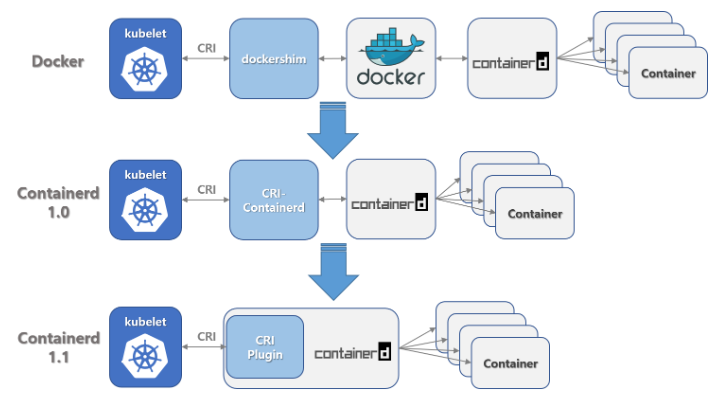 Docker
kubelet
CRI
dockershim
docker
containerd
Container
Containerd
1.0
kubelet
CRI
CRI-
Containerd
containerd
Container
Containerd
1.1
kubelet
CRI
CRI
Plugin
containerd
Container